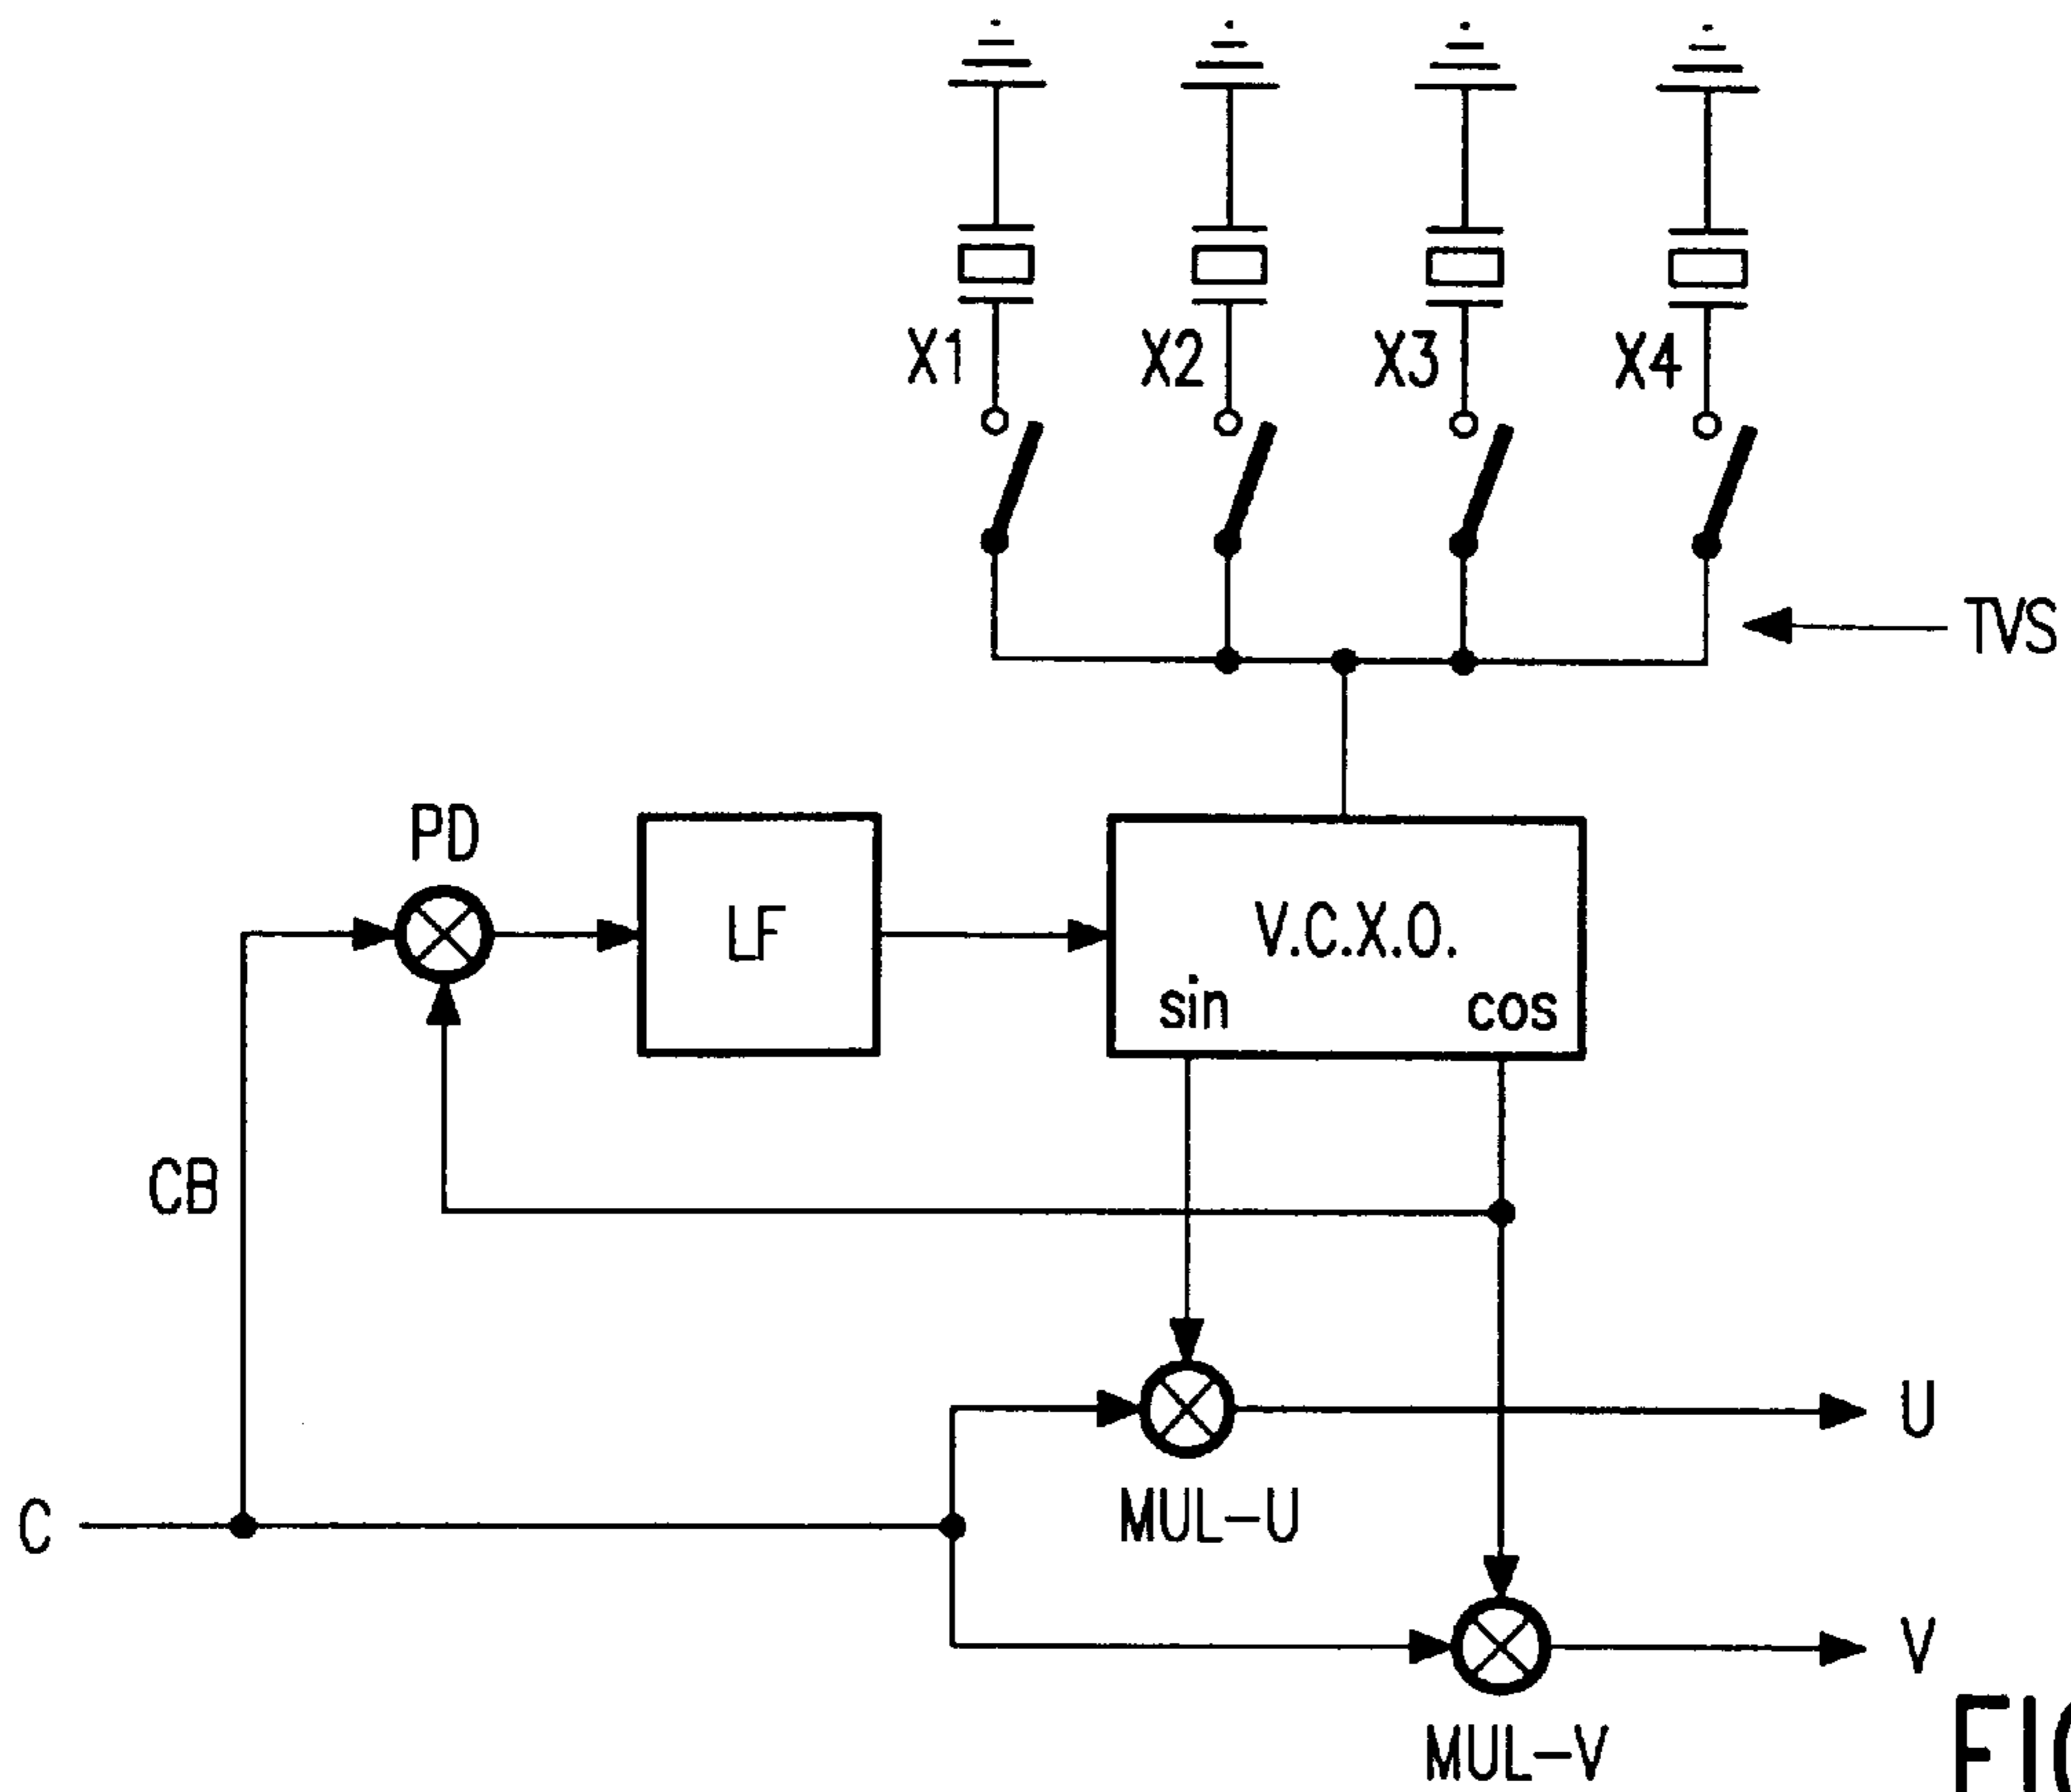 X1 X2 X3 X4
TVS
PD
LF
V.C.X.O.
sin cos
CB
U
C
MUL-U
V
MUL-V